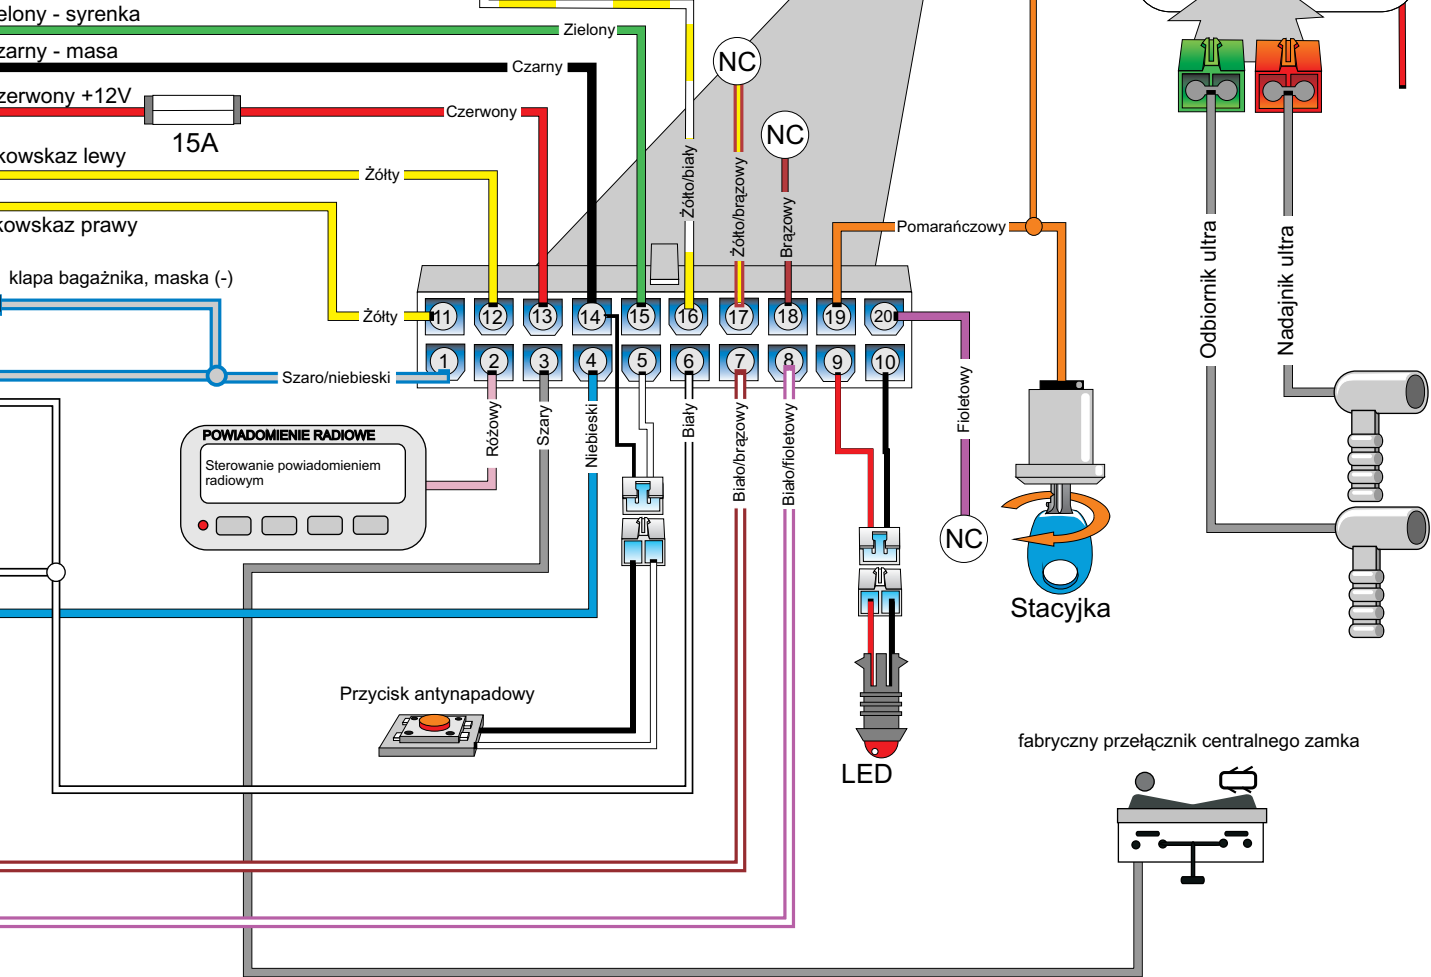 elony - syrenka
Zielony
zarny - masa
Czarny
NC
zerwony +12V
Czerwony
15A
NC
kowskaz lewy
Żółty
Żółto/biały
Żółto/brązowy
Brązowy
kowskaz prawy
Pomarańczowy
Odbiornik ultra
Nadajnik ultra
klapa bagażnika, maska (-)
Żółty
11
12
13
14
15
16
17
18
19
20
1
2
3
4
5
6
7
8
9
10
Szaro/niebieski
Różowy
Szary
Niebieski
Biały
Biało/brązowy
Biało/fioletowy
Fioletowy
POWIADOMIENIE RADIOWE
Sterowanie powiadomieniem
radiowym
NC
Stacyjka
Przycisk antynapadowy
LED
fabryczny przełącznik centralnego zamka